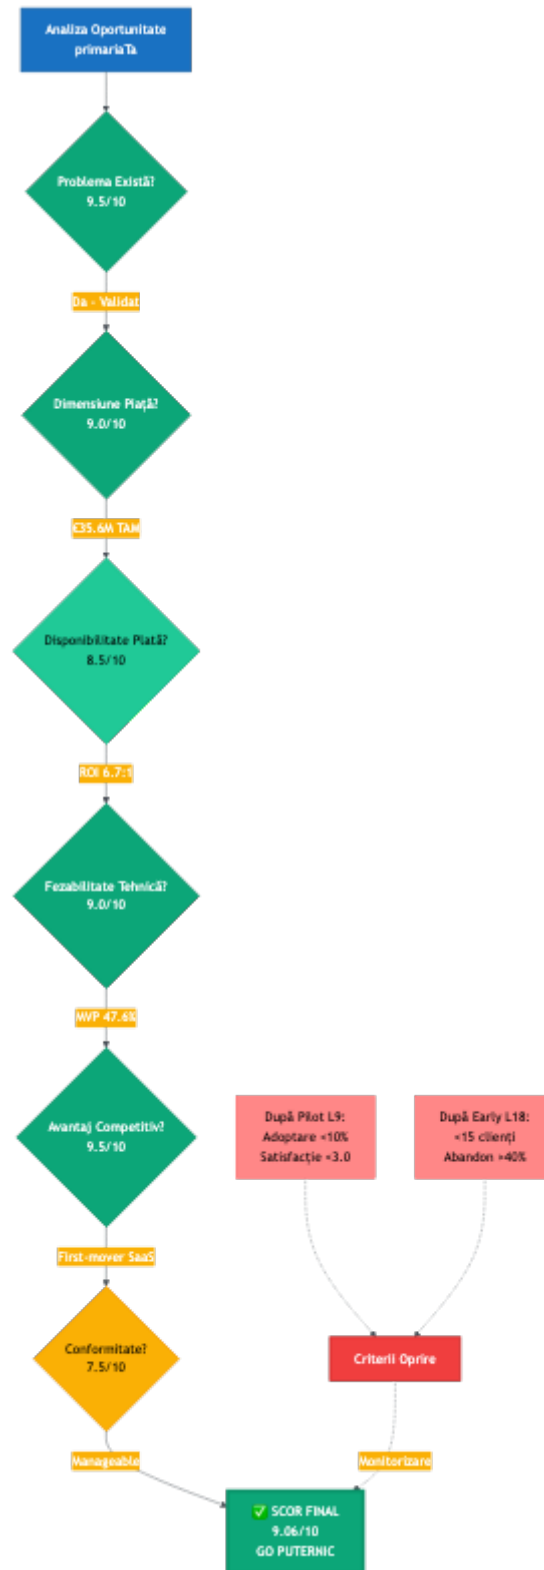 Analiza Oportunitate
primariaTa
Problema Există?
9.5/10
Da - Validat
Dimensiune Piață?
9.0/10
€35.6M TAM
Disponibilitate Plată?
8.5/10
ROI 6.7:1
Fezabilitate Tehnică?
9.0/10
MVP 47.6%
Avantaj Competitiv?
9.5/10
După Pilot L9:
Adoptare <10%
Satisfacție <3.0
După Early L18:
<15 clienți
Abandon >40%
First-mover SaaS
Conformitate?
7.5/10
Criterii Oprire
Manageable
Monitorizare
✅ SCOR FINAL
9.06/10
GO PUTERNIC